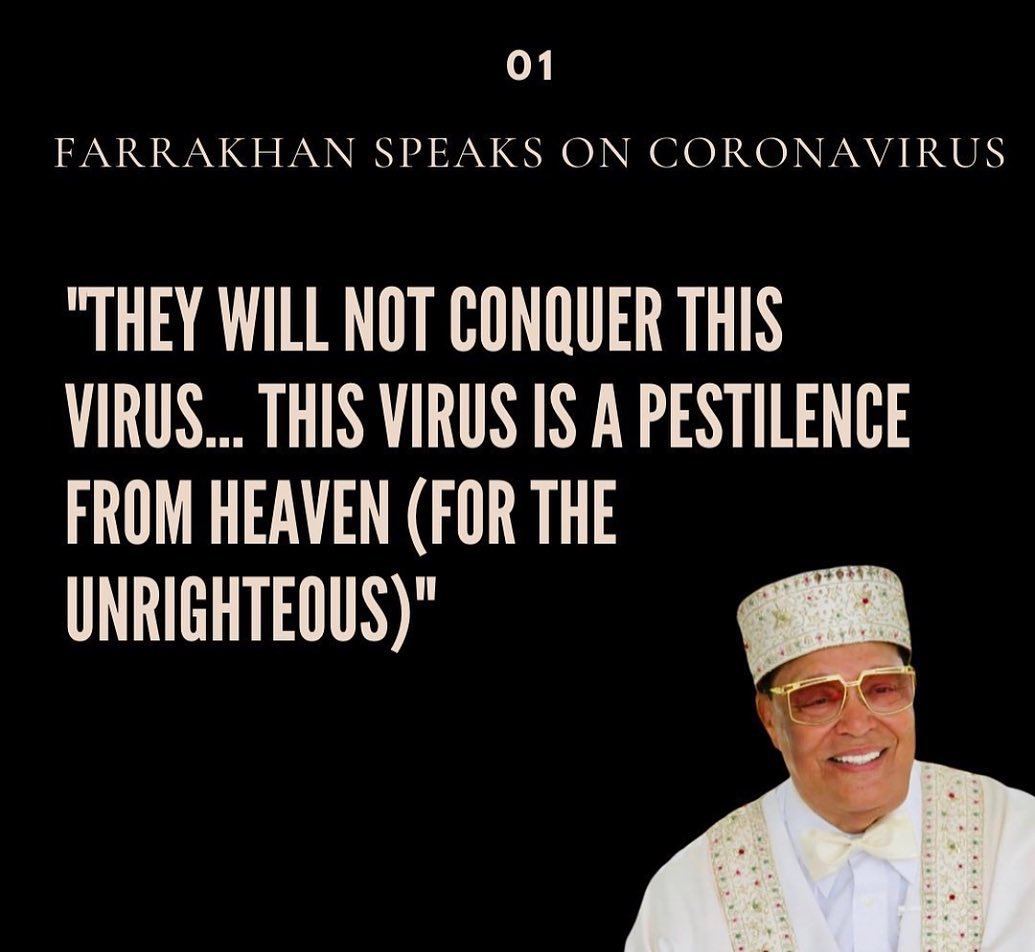 01
FARRAKHAN SPEAKS ON CORONAVIRUS
"THEY WILL NOT CONQUER THIS
VIRUS... THIS VIRUS IS A PESTILENCE
FROM HEAVEN (FOR THE
UNRIGHTEOUS)"